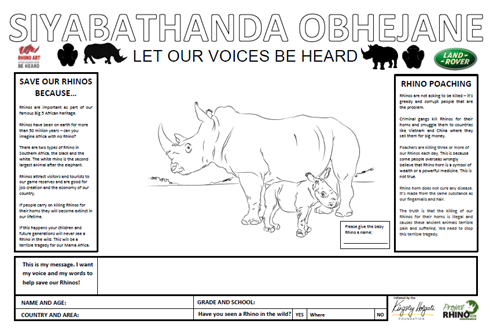 SIYABATHANDA OBHEJANE
LET OUR VOICES BE HEARD
RHINO ART
BE HEARD
LAND
ROVER
SAVE OUR RHINOS
BECAUSE...
Rhinos are important as part of our
famous Big 5 African heritage.
Rhinos have been on earth for more
than 50 million years – can you
imagine Africa with no Rhino?
There are two types of Rhino in
Southern Africa, the black and the
white. The white rhino is the second
largest animal after the elephant.
Rhinos attract visitors and tourists to
our game reserves and are good for
job creation and the economy of our
country.
If people carry on killing Rhinos for
their horns they will become extinct in
our lifetime.
If this happens your children and
future generations will never see a
Rhino in the wild. This will be a
terrible tragedy for our Mama Africa.
RHINO POACHING
Rhinos are not asking to be killed – it's
greedy and corrupt people that are
the problem.
Criminal gangs kill Rhinos for their
horns and smuggle them to countries
like Vietnam and China where they
sell them for big money.
Poachers are killing three or more of
our Rhinos each day. This is because
some people overseas wrongly
believe that Rhino horn is a symbol of
wealth or a powerful medicine. This is
not true.
Rhino horn does not cure any disease.
It's made from the same substance as
our fingernails and hair.
The truth is that the killing of our
Rhinos for their horns is illegal and
causes these ancient animals terrible
pain and suffering. We need to stop
this terrible tragedy.
Please give the baby
Rhino a name:
This is my message. I want
my voice and my words to
help save our Rhinos!
NAME AND AGE:
GRADE AND SCHOOL:
COUNTRY AND AREA:
Have you seen a Rhino in the wild?
YES
Where
NO
Initiated by the
Kingsley Holgate
FOUNDATION
Project
RHINO